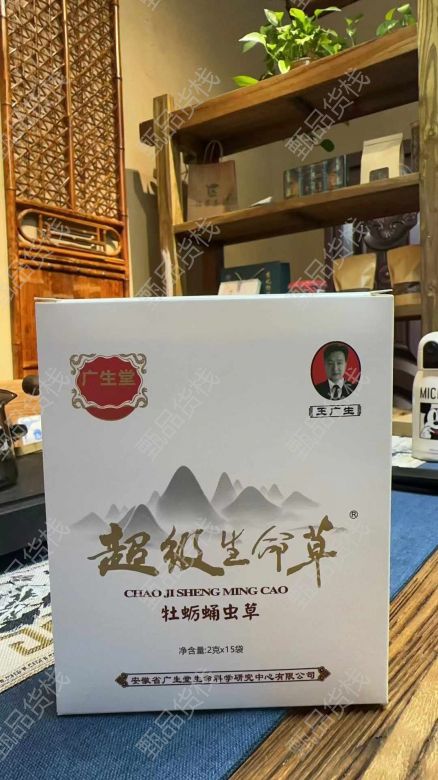 广生堂
王广生
超级生命草®
CHAO JI SHENG MING CAO
牡蛎蛹虫草
净含量:2克x15袋
安徽省广生堂生命科学研究中心有限公司
MIC
甄品货栈